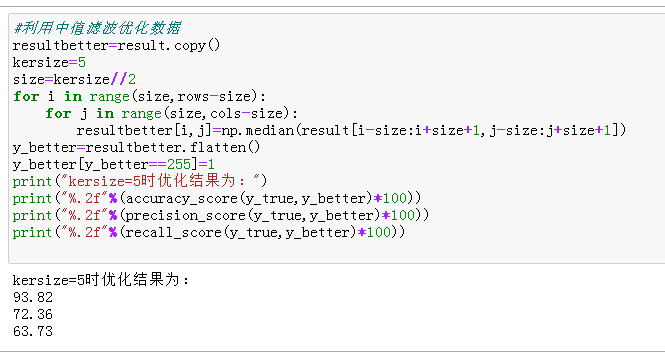 #利用中值滤波优化数据
resultbetter=result.copy()
kersize=5
size=kersize//2
for i in range(size,rows-size):
    for j in range(size,cols-size):
        resultbetter[i,j]=np.median(result[i-size:i+size+1,j-size:j+size+1])
y_better=resultbetter.flatten()
y_better[y_better==255]=1
print("kersize=5时优化结果为:")
print("%.2f"%(accuracy_score(y_true,y_better)*100))
print("%.2f"%(precision_score(y_true,y_better)*100))
print("%.2f"%(recall_score(y_true,y_better)*100))
kersize=5时优化结果为:
93.82
72.36
63.73